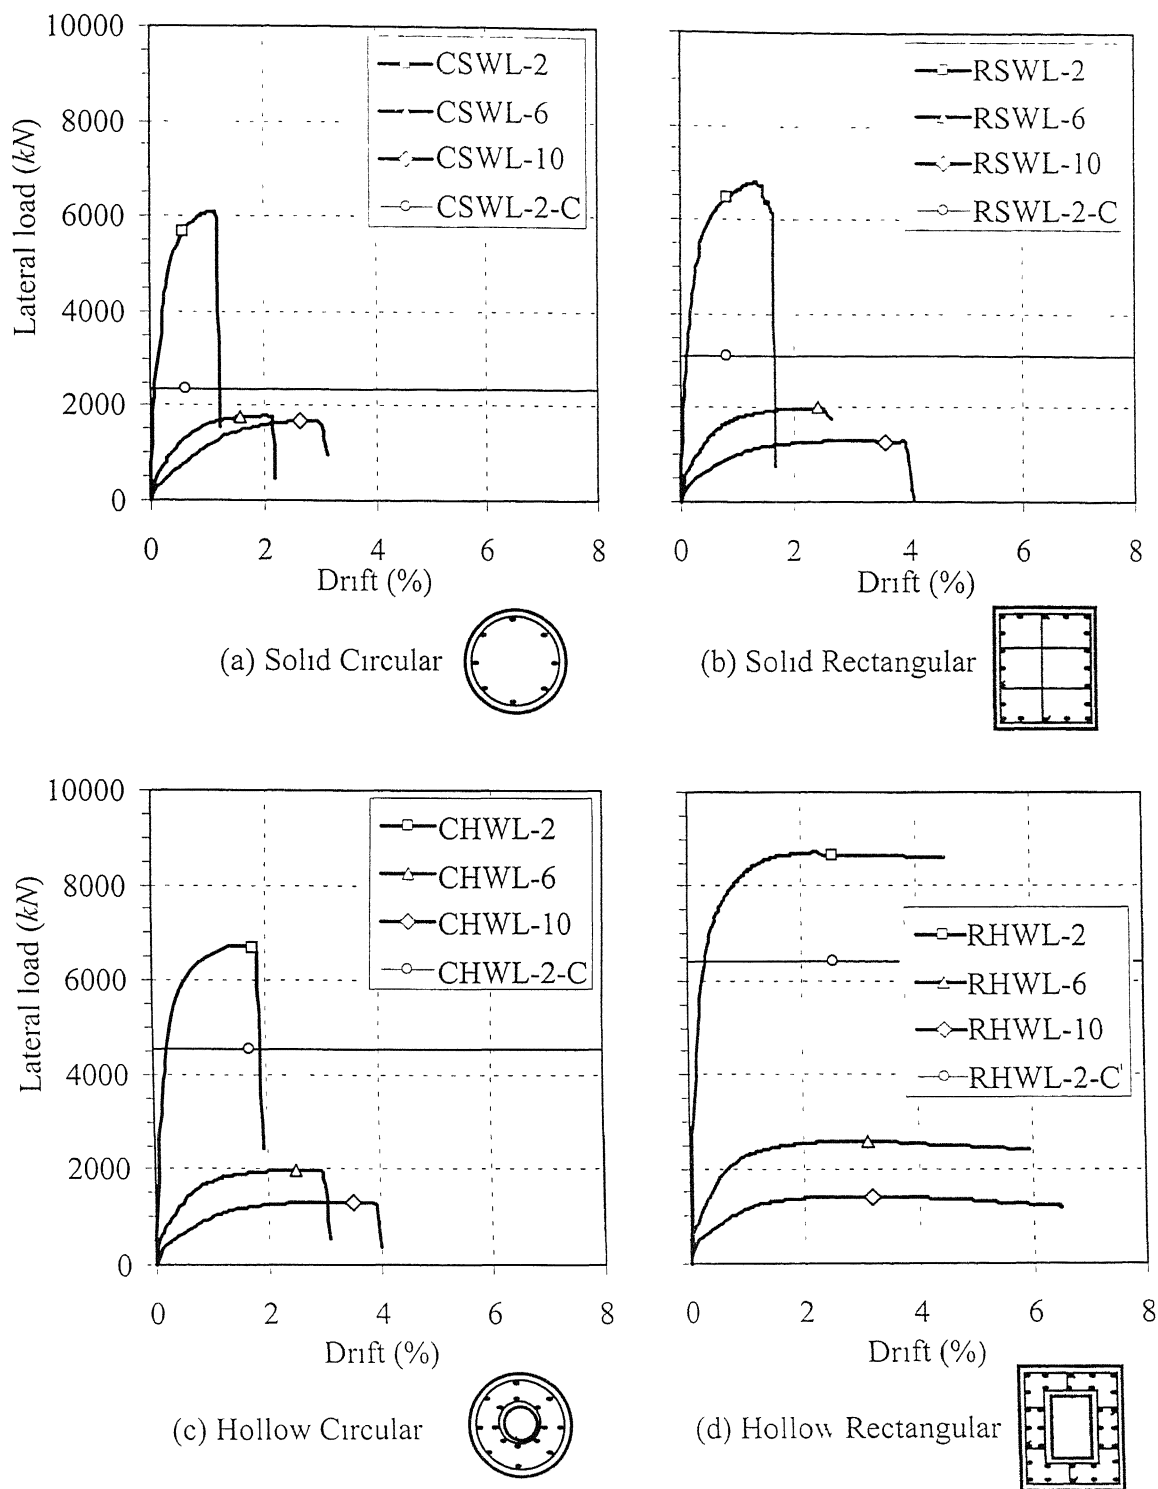 10000
8000
6000
4000
2000
0
Lateral load (kN)
CSWL-2
CSWL-6
CSWL-10
CSWL-2-C
0 2 4 6 8
Drift (%)
(a) Solid Circular
RSWL-2
RSWL-6
RSWL-10
RSWL-2-C
0 2 4 6 8
Drift (%)
(b) Solid Rectangular
10000
8000
6000
4000
2000
0
Lateral load (kN)
CHWL-2
CHWL-6
CHWL-10
CHWL-2-C
0 2 4 6 8
Drift (%)
(c) Hollow Circular
RHWL-2
RHWL-6
RHWL-10
RHWL-2-C
0 2 4 6 8
Drift (%)
(d) Hollow Rectangular